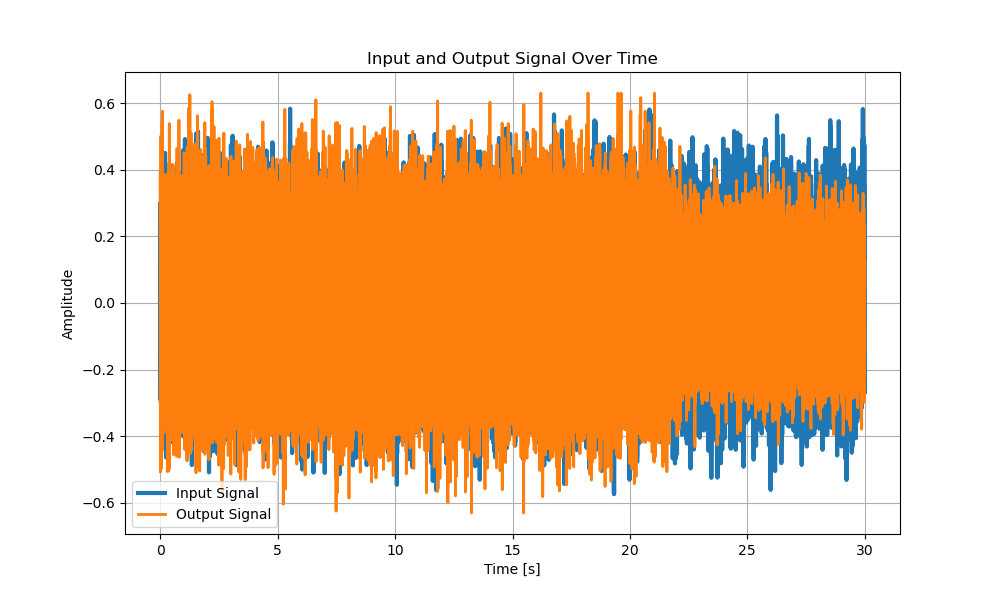 Input and Output Signal Over Time
Amplitude
0.6
0.4
0.2
0.0
−0.2
−0.4
−0.6
Input Signal
Output Signal
0 5 10 15 20 25 30
Time [s]